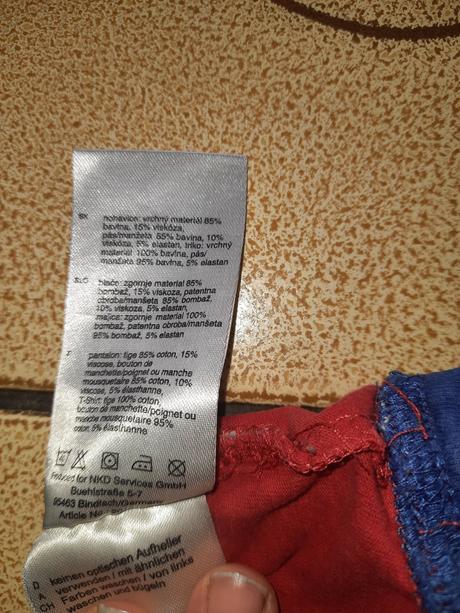 SK nohavice: vrchný materiál 85%
bavlna, 15% viskóza,
pás/manžeta 85% bavlna, 10%
viskóza, 5% elastan, triko: vrchný
materiál 100% bavlna, pás/
manžeta 95% bavlna, 5% elastan
SLO hlače: zgornje material 85%
bombaž, 15% viskoza, patentna
obroba/manšeta 85% bombaž,
10% viskoza, 5% elastan,
majica: zgornje material 100%
bombaž, patentna obroba/manšeta
95% bombaž, 5% elastan
pantalon: tige 85% coton, 15%
viscose, bouton de
manchette/poignet ou manche
mousquetaire 85% coton, 10%
viscose, 5% élasthanne,
T-Shirt: tige 100% coton,
bouton de manchette/poignet ou
manche mousquetaire 95%
coton, 5% élasthanne
Produced for NKD Services GmbH
Buehlstraße 5-7
95463 Bindlach/Germany
Article No.
D keinen optischen Aufheller
A verwenden / mit ähnlichen
CH Farben waschen / von links
waschen und bügeln